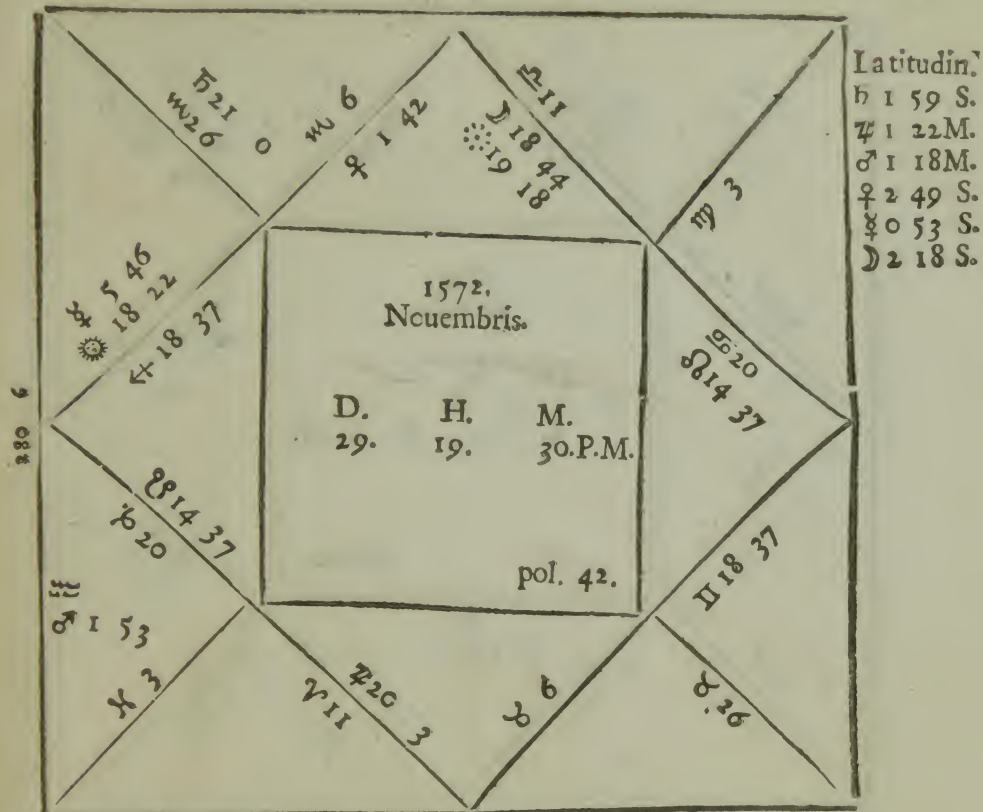 Latitudin.
♄ 1 59 S.
♃ 1 22M.
♂ 1 18M.
♀ 2 49 S.
☿ 0 53 S.
☽ 2 18 S.
♄ 21 0
♏ 26
♏ 6
♀ 1 42
♎ 11
☽ 18 44
19 18
♍ 3
☿ 5 46
18 22
♐ 18 37
1572.
Nouembris.
D. H. M.
29. 19. 30.P.M.
pol. 42.
♋ 20
☊ 14 37
☋ 14 37
♑ 20
♒
♂ 1 53
♓ 3
♃ 20 3
♈ 11
♉ 6
♉ 26
♊ 18 37